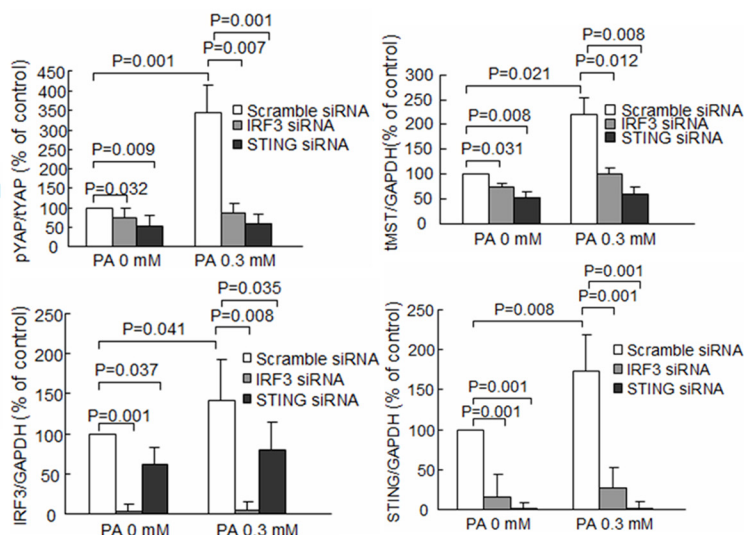 P=0.001
P=0.007
P=0.001
pYAP/tYAP (% of control)
450
400
350
300
250
200
150
100
50
0
Scramble siRNA
IRF3 siRNA
STING siRNA
P=0.009
P=0.032
PA 0 mM
PA 0.3 mM
P=0.008
P=0.012
P=0.021
tMST/GAPDH(% of control)
300
250
200
150
100
50
0
Scramble siRNA
IRF3 siRNA
STING siRNA
P=0.008
P=0.031
PA 0 mM
PA 0.3 mM
P=0.035
P=0.008
P=0.041
IRF3/GAPDH (% of control)
250
200
150
100
50
0
Scramble siRNA
IRF3 siRNA
STING siRNA
P=0.037
P=0.001
PA 0 mM
PA 0.3 mM
P=0.001
P=0.001
P=0.008
STING/GAPDH (% of control)
250
200
150
100
50
0
Scramble siRNA
IRF3 siRNA
STING siRNA
P=0.001
P=0.001
PA 0 mM
PA 0.3 mM